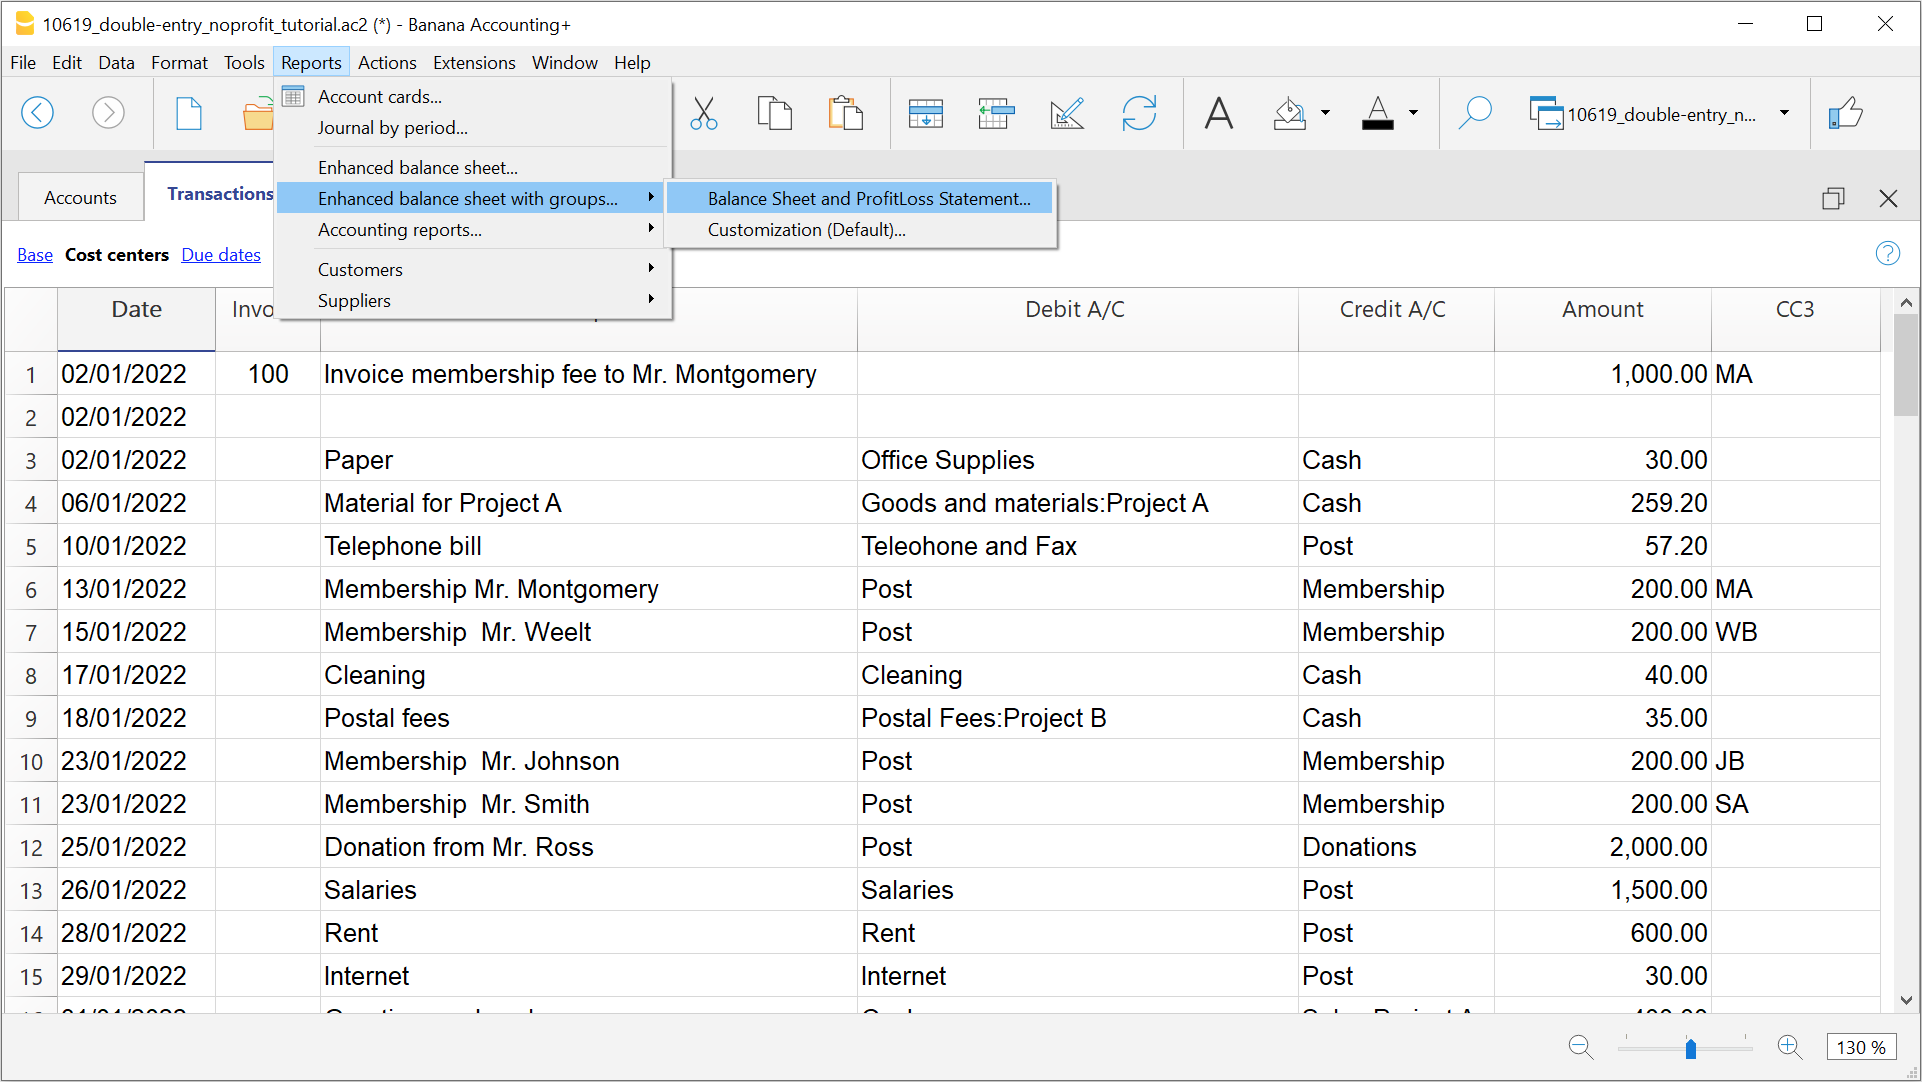 10619_double-entry_noprofit_tutorial.ac2 (*) - Banana Accounting+
File Edit Data Format Tools Reports Actions Extensions Window Help
Account cards...
Journal by period...
Enhanced balance sheet...
Enhanced balance sheet with groups...
Accounting reports...
Customers
Suppliers
Balance Sheet and ProfitLoss Statement...
Customization (Default)...
10619_double-entry_n...
Accounts Transactions
Base Cost centers Due dates
Date Invo Debit A/C Credit A/C Amount CC3
1 02/01/2022 100 Invoice membership fee to Mr. Montgomery 1,000.00 MA
2 02/01/2022
3 02/01/2022 Paper Office Supplies Cash 30.00
4 06/01/2022 Material for Project A Goods and materials:Project A Cash 259.20
5 10/01/2022 Telephone bill Teleohone and Fax Post 57.20
6 13/01/2022 Membership Mr. Montgomery Post Membership 200.00 MA
7 15/01/2022 Membership  Mr. Weelt Post Membership 200.00 WB
8 17/01/2022 Cleaning Cleaning Cash 40.00
9 18/01/2022 Postal fees Postal Fees:Project B Cash 35.00
10 23/01/2022 Membership  Mr. Johnson Post Membership 200.00 JB
11 23/01/2022 Membership  Mr. Smith Post Membership 200.00 SA
12 25/01/2022 Donation from Mr. Ross Post Donations 2,000.00
13 26/01/2022 Salaries Salaries Post 1,500.00
14 28/01/2022 Rent Rent Post 600.00
15 29/01/2022 Internet Internet Post 30.00
130 %